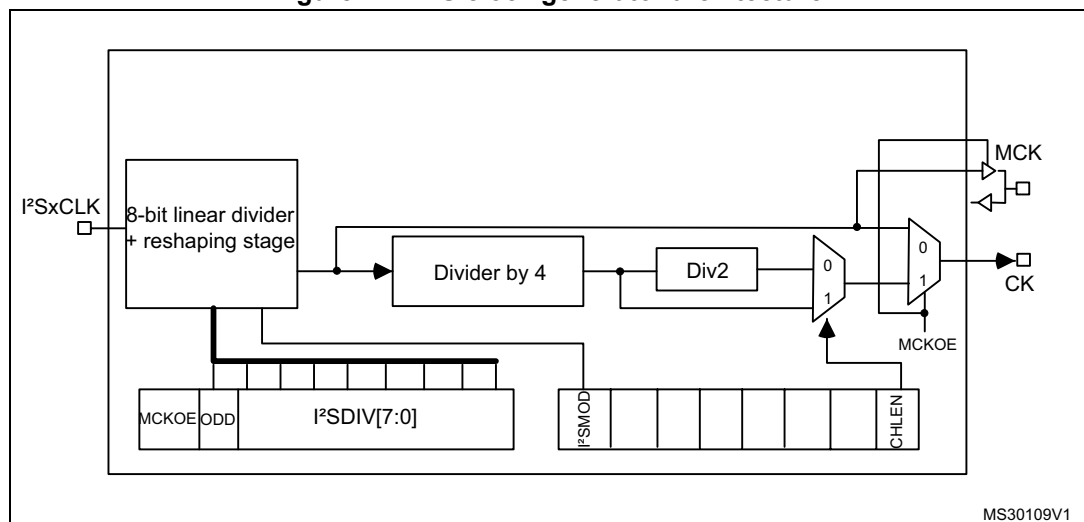 MCK
I²SxCLK
8-bit linear divider
+ reshaping stage
0
Divider by 4
Div2
0
1
1
CK
MCKOE
MCKOE
ODD
I²SDIV[7:0]
I²SMOD
CHLEN
MS30109V1